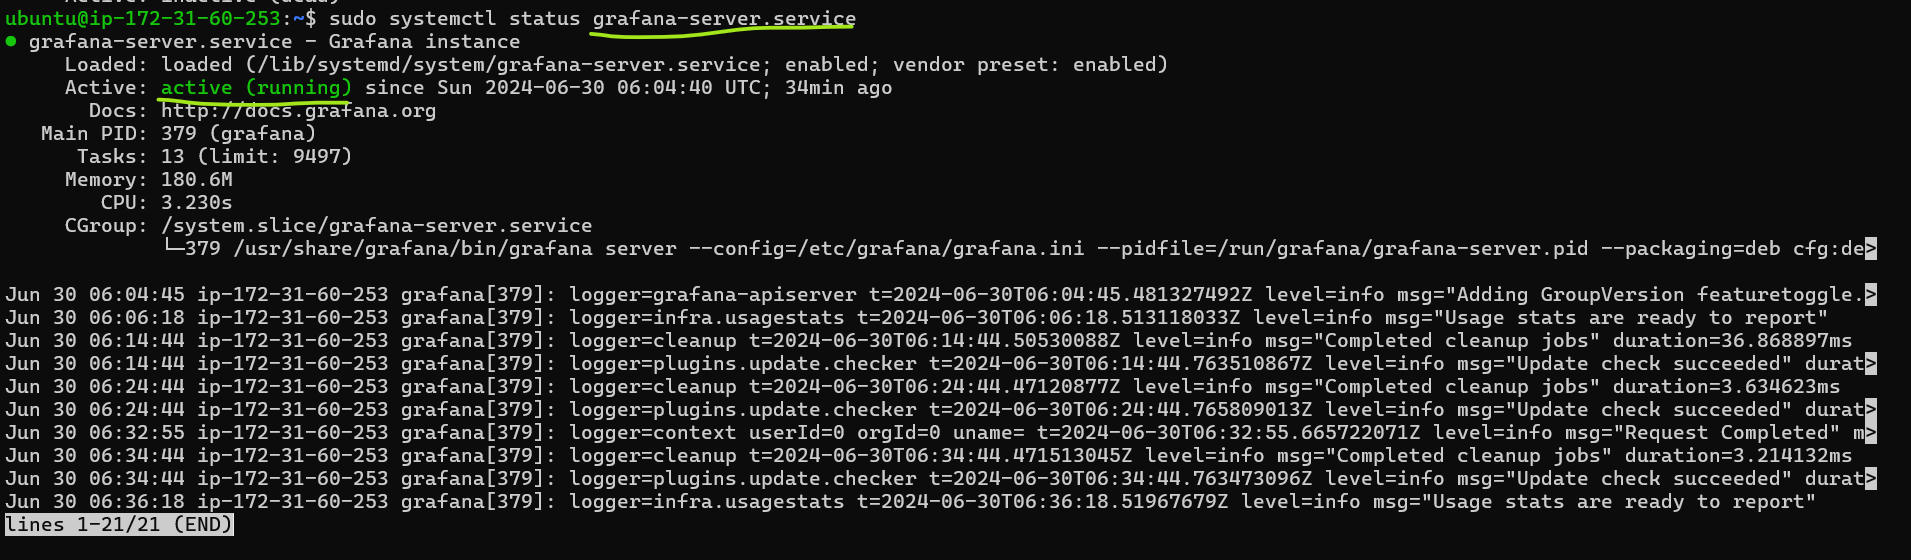 ubuntu@ip-172-31-60-253:~$ sudo systemctl status grafana-server.service
● grafana-server.service - Grafana instance
Loaded: loaded (/lib/systemd/system/grafana-server.service; enabled; vendor preset: enabled)
Active: active (running) since Sun 2024-06-30 06:04:40 UTC; 34min ago
Docs: http://docs.grafana.org
Main PID: 379 (grafana)
Tasks: 13 (limit: 9497)
Memory: 180.6M
CPU: 3.230s
CGroup: /system.slice/grafana-server.service
└─379 /usr/share/grafana/bin/grafana server --config=/etc/grafana/grafana.ini --pidfile=/run/grafana/grafana-server.pid --packaging=deb cfg:de>
Jun 30 06:04:45 ip-172-31-60-253 grafana[379]: logger=grafana-apiserver t=2024-06-30T06:04:45.481327492Z level=info msg="Adding GroupVersion featuretoggle.>
Jun 30 06:06:18 ip-172-31-60-253 grafana[379]: logger=infra.usagestats t=2024-06-30T06:06:18.513118033Z level=info msg="Usage stats are ready to report"
Jun 30 06:14:44 ip-172-31-60-253 grafana[379]: logger=cleanup t=2024-06-30T06:14:44.50530088Z level=info msg="Completed cleanup jobs" duration=36.868897ms
Jun 30 06:14:44 ip-172-31-60-253 grafana[379]: logger=plugins.update.checker t=2024-06-30T06:14:44.763510867Z level=info msg="Update check succeeded" durat>
Jun 30 06:24:44 ip-172-31-60-253 grafana[379]: logger=cleanup t=2024-06-30T06:24:44.47120877Z level=info msg="Completed cleanup jobs" duration=3.634623ms
Jun 30 06:24:44 ip-172-31-60-253 grafana[379]: logger=plugins.update.checker t=2024-06-30T06:24:44.765809013Z level=info msg="Update check succeeded" durat>
Jun 30 06:32:55 ip-172-31-60-253 grafana[379]: logger=context userId=0 orgId=0 uname= t=2024-06-30T06:32:55.665722071Z level=info msg="Request Completed" m>
Jun 30 06:34:44 ip-172-31-60-253 grafana[379]: logger=cleanup t=2024-06-30T06:34:44.471513045Z level=info msg="Completed cleanup jobs" duration=3.214132ms
Jun 30 06:34:44 ip-172-31-60-253 grafana[379]: logger=plugins.update.checker t=2024-06-30T06:34:44.763473096Z level=info msg="Update check succeeded" durat>
Jun 30 06:36:18 ip-172-31-60-253 grafana[379]: logger=infra.usagestats t=2024-06-30T06:36:18.51967679Z level=info msg="Usage stats are ready to report"
lines 1-21/21 (END)